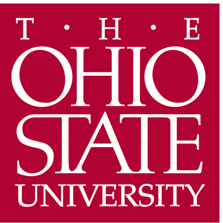 T · H · E
OHIO
STATE
UNIVERSITY